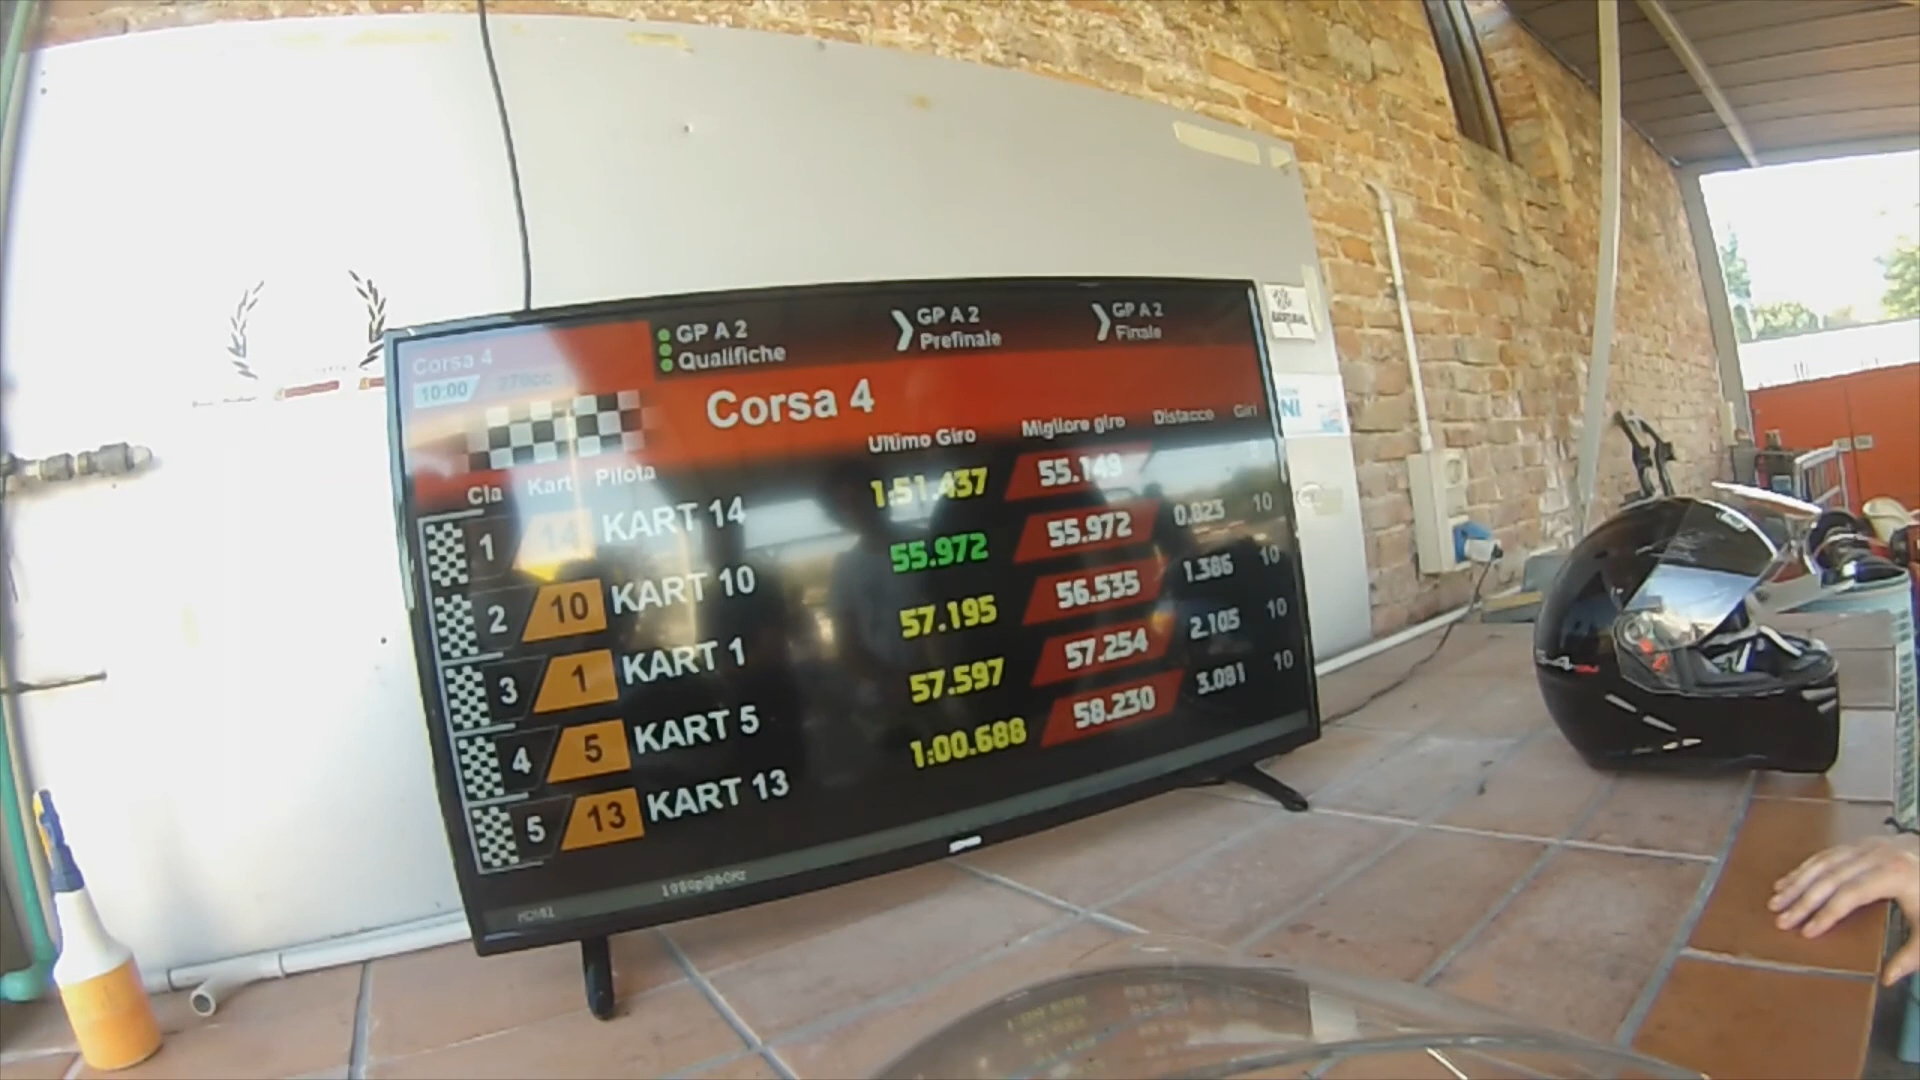 Corsa 4
10:00 270cc
GP A 2
Qualifiche
GP A 2
Prefinale
GP A 2
Finale
Corsa 4
Cla Kart Pilota Ultimo Giro Migliore giro Distacco Giri
1 14 KART 14 1:51.437 55.149
2 10 KART 10 55.972 55.972 0.823 10
3 1 KART 1 57.195 56.535 1.386 10
4 5 KART 5 57.597 57.254 2.105 10
5 13 KART 13 1:00.688 58.230 3.081 10
HDMI1 1080p@60Hz